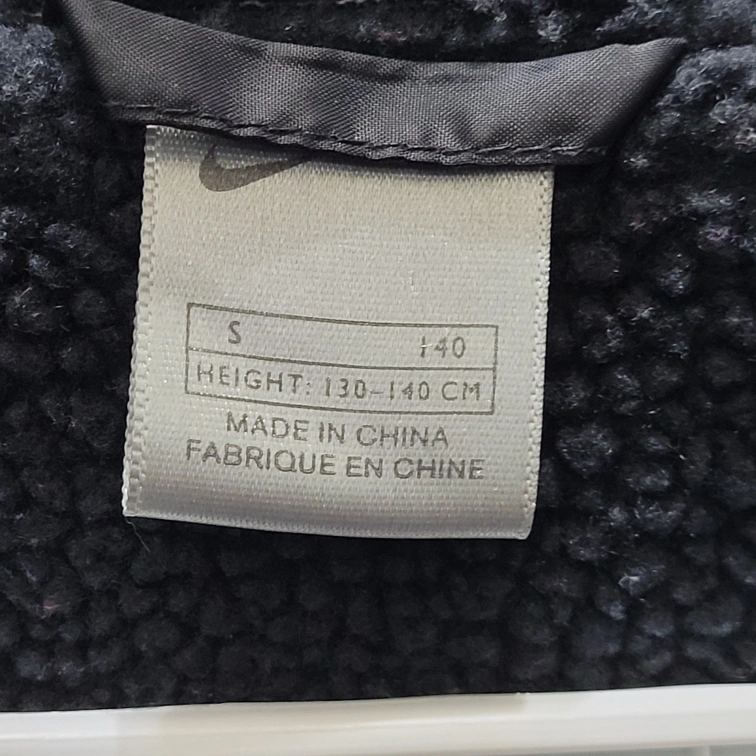 S 140
HEIGHT: 130-140 CM
MADE IN CHINA
FABRIQUE EN CHINE